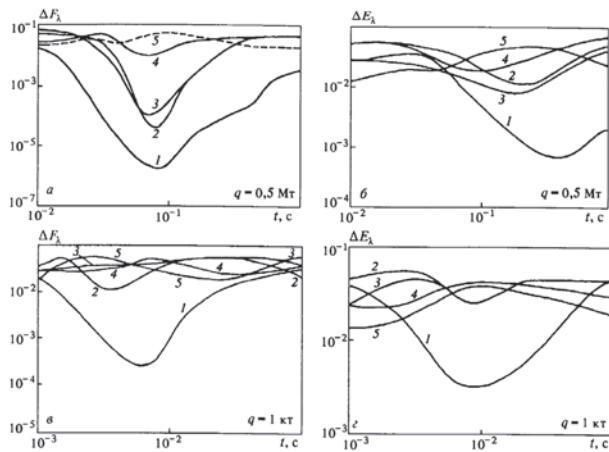 ΔF_λ
10⁻¹
10⁻³
10⁻⁵
10⁻⁷
5
4
3
2
1
а
q = 0,5 Мт
10⁻²
10⁻¹
t, с
ΔE_λ
10⁻²
10⁻³
10⁻⁴
5
4
2
3
1
б
q = 0,5 Мт
10⁻²
10⁻¹
t, с
ΔF_λ
10⁻²
10⁻³
10⁻⁴
10⁻⁵
3
5
4
2
4
5
3
2
1
в
q = 1 кт
10⁻³
10⁻²
t, с
ΔE_λ
10⁻¹
10⁻²
10⁻³
2
3
4
5
1
г
q = 1 кт
10⁻³
10⁻²
t, с